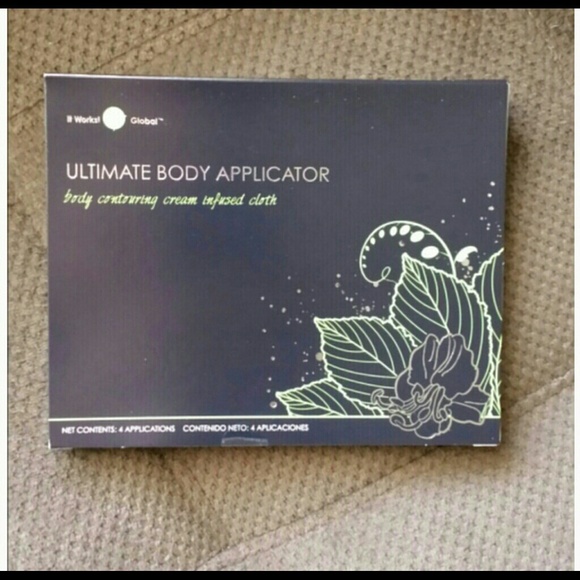 It Works! Global™
ULTIMATE BODY APPLICATOR
body contouring cream infused cloth
NET CONTENTS: 4 APPLICATIONS CONTENIDO NETO: 4 APLICACIONES